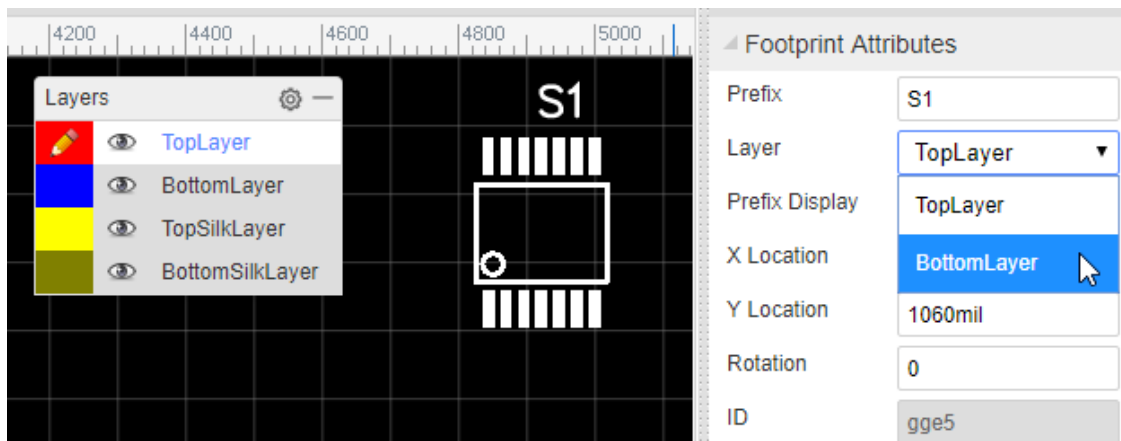 4200 4400 4600 4800 5000
Layers
TopLayer
BottomLayer
TopSilkLayer
BottomSilkLayer
S1
Footprint Attributes
Prefix S1
Layer TopLayer
Prefix Display TopLayer
X Location BottomLayer
Y Location 1060mil
Rotation 0
ID gge5